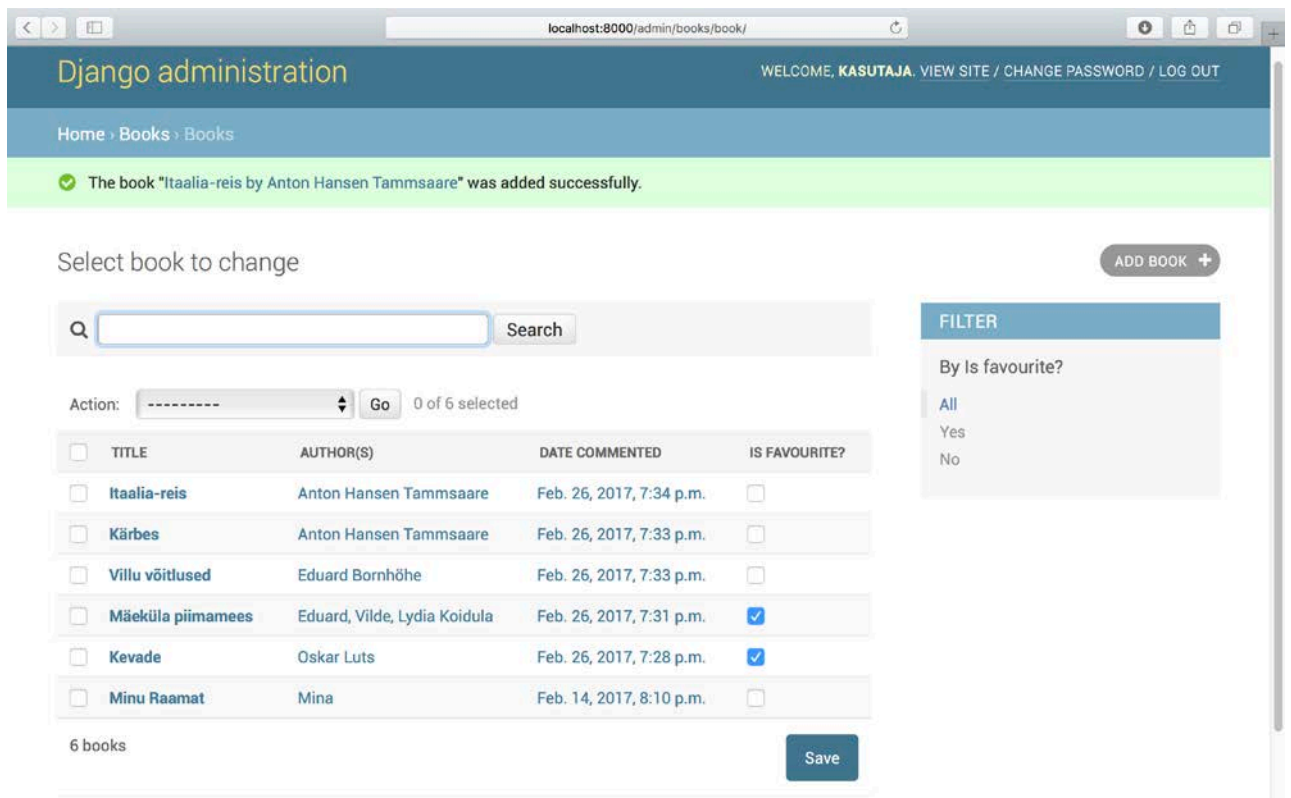 localhost:8000/admin/books/book/
Django administration
WELCOME, KASUTAJA. VIEW SITE / CHANGE PASSWORD / LOG OUT
Home › Books › Books
The book "Itaalia-reis by Anton Hansen Tammsaare" was added successfully.
Select book to change
ADD BOOK +
Search
Action: --------- Go 0 of 6 selected
TITLE AUTHOR(S) DATE COMMENTED IS FAVOURITE?
Itaalia-reis Anton Hansen Tammsaare Feb. 26, 2017, 7:34 p.m.
Kärbes Anton Hansen Tammsaare Feb. 26, 2017, 7:33 p.m.
Villu võitlused Eduard Bornhöhe Feb. 26, 2017, 7:33 p.m.
Mäeküla piimamees Eduard, Vilde, Lydia Koidula Feb. 26, 2017, 7:31 p.m.
Kevade Oskar Luts Feb. 26, 2017, 7:28 p.m.
Minu Raamat Mina Feb. 14, 2017, 8:10 p.m.
6 books
Save
FILTER
By Is favourite?
All
Yes
No